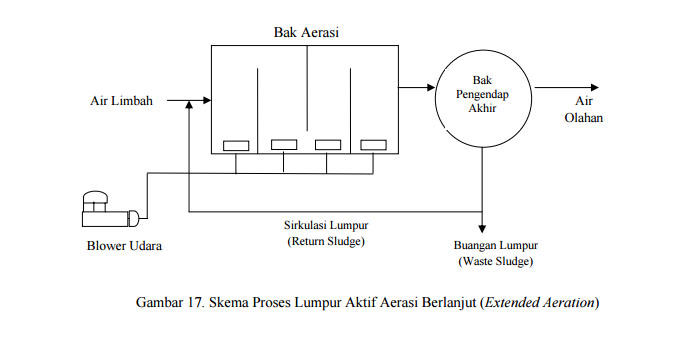 Bak Aerasi
Air Limbah
Bak
Pengendap
Akhir
Air
Olahan
Blower Udara
Sirkulasi Lumpur
(Return Sludge)
Buangan Lumpur
(Waste Sludge)
Gambar 17. Skema Proses Lumpur Aktif Aerasi Berlanjut (Extended Aeration)